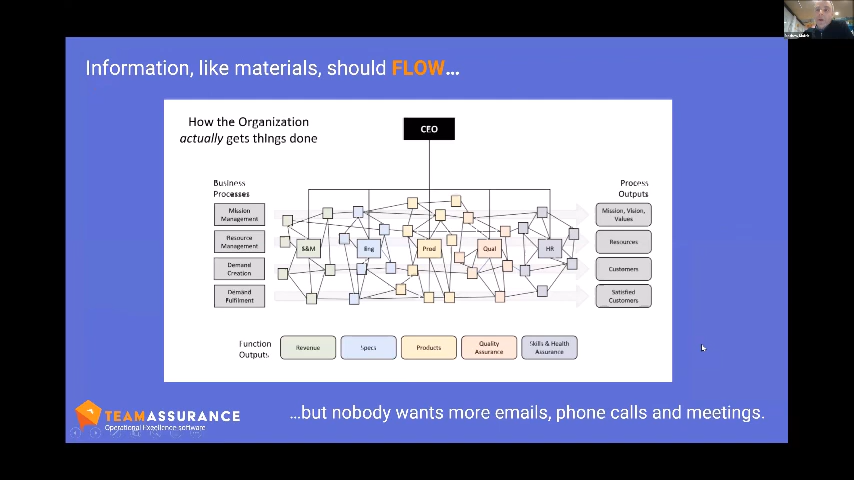 Information, like materials, should FLOW...
How the Organization
actually gets things done
CEO
Business
Processes
Process
Outputs
Mission
Management
Mission, Vision,
Values
Resource
Management
Resources
S&M
Eng
Prod
Qual
HR
Demand
Creation
Customers
Demand
Fulfilment
Satisfied
Customers
Function
Outputs
Revenue
Specs
Products
Quality
Assurance
Skills & Health
Assurance
TEAMASSURANCE
Operational Excellence software
...but nobody wants more emails, phone calls and meetings.